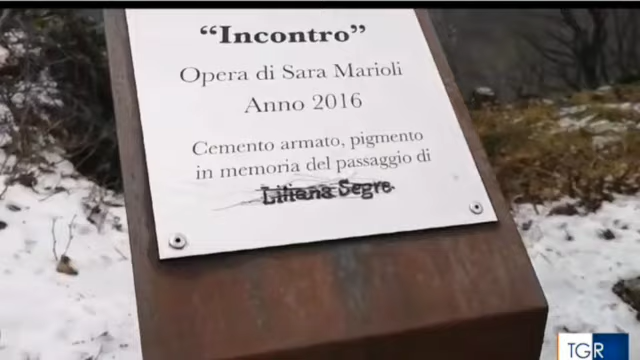 “Incontro”
Opera di Sara Marioli
Anno 2016
Cemento armato, pigmento
in memoria del passaggio di
Liliana Segre
TGR